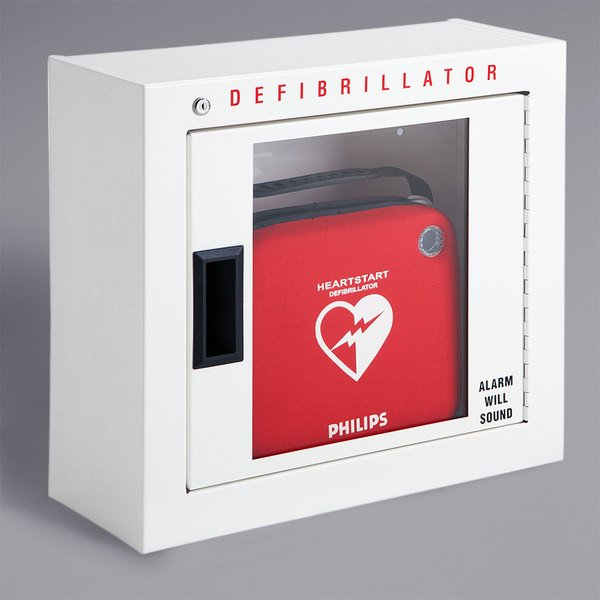 DEFIBRILLATOR
HEARTSTART
DEFIBRILLATOR
PHILIPS
ALARM
WILL
SOUND